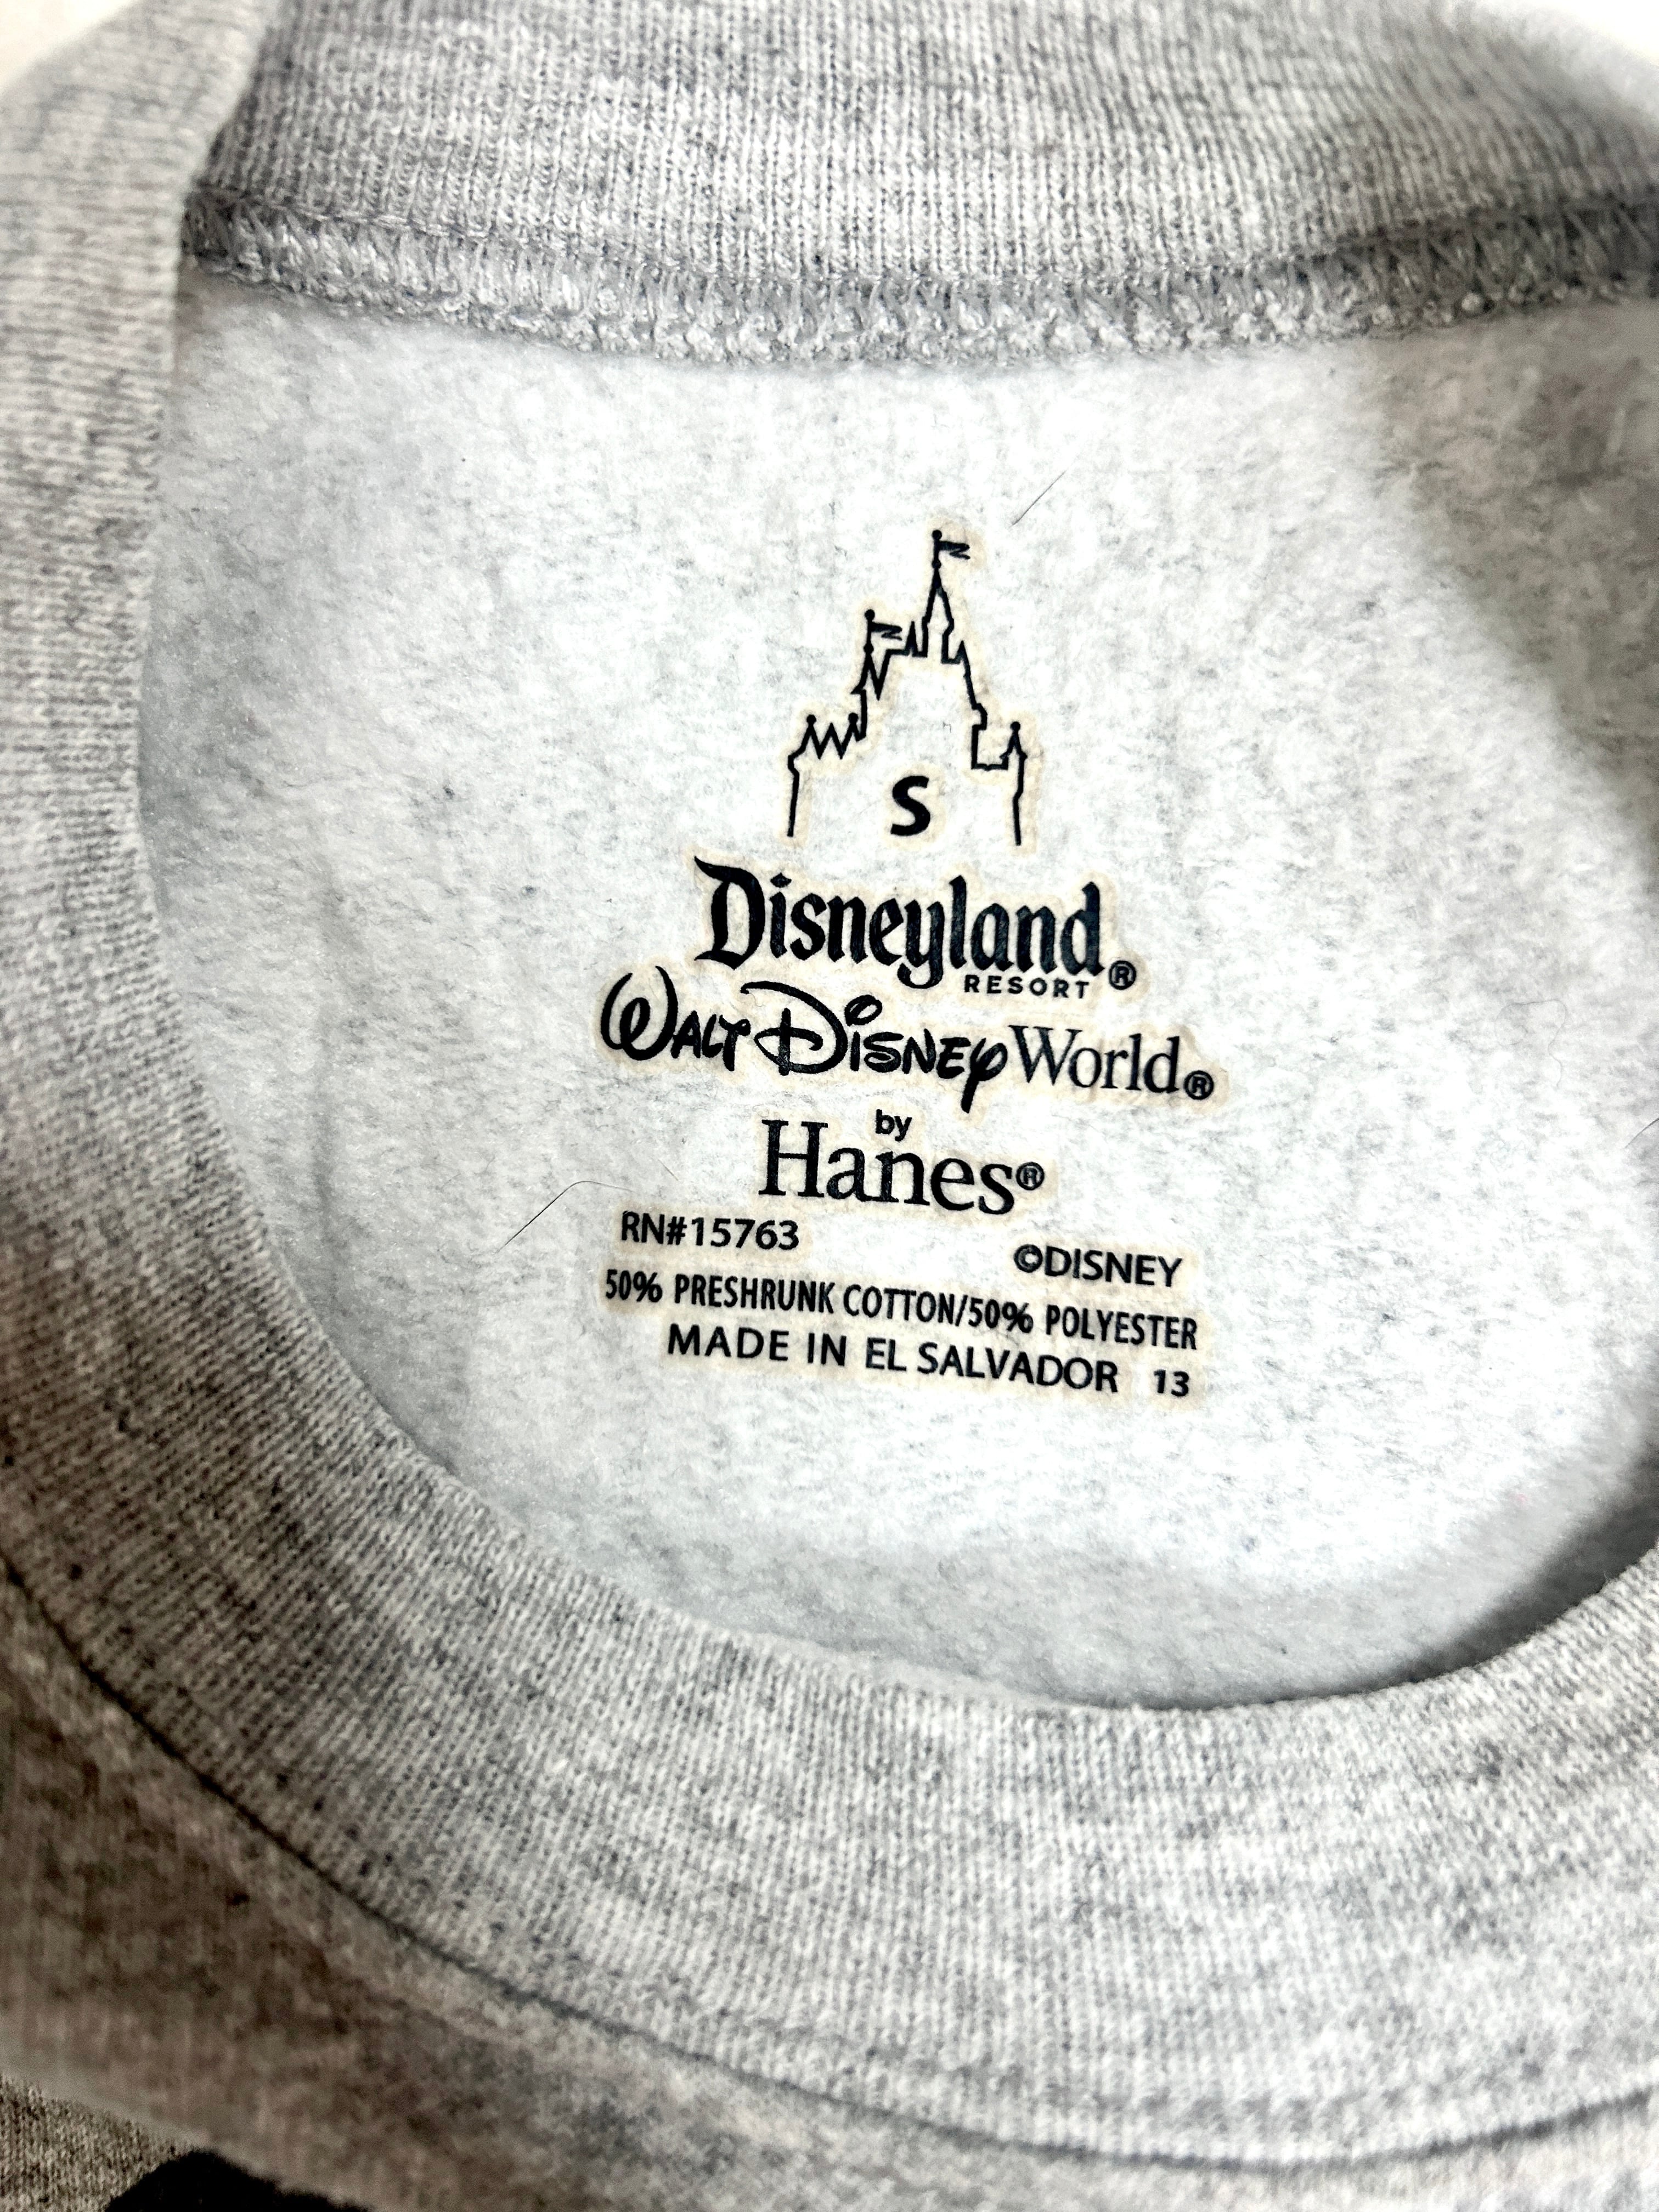 S
Disneyland®
RESORT
WALT DISNEY World®
by
Hanes®
RN#15763 ©DISNEY
50% PRESHRUNK COTTON/50% POLYESTER
MADE IN EL SALVADOR 13